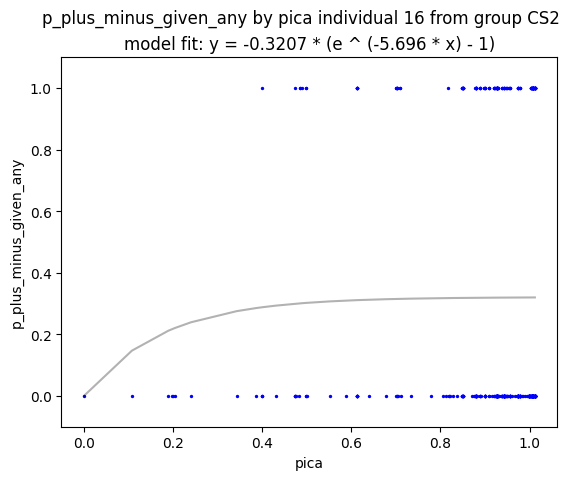 p_plus_minus_given_any by pica individual 16 from group CS2
model fit: y = -0.3207 * (e ^ (-5.696 * x) - 1)
1.0
0.8
0.6
0.4
0.2
0.0
p_plus_minus_given_any
0.0 0.2 0.4 0.6 0.8 1.0
pica